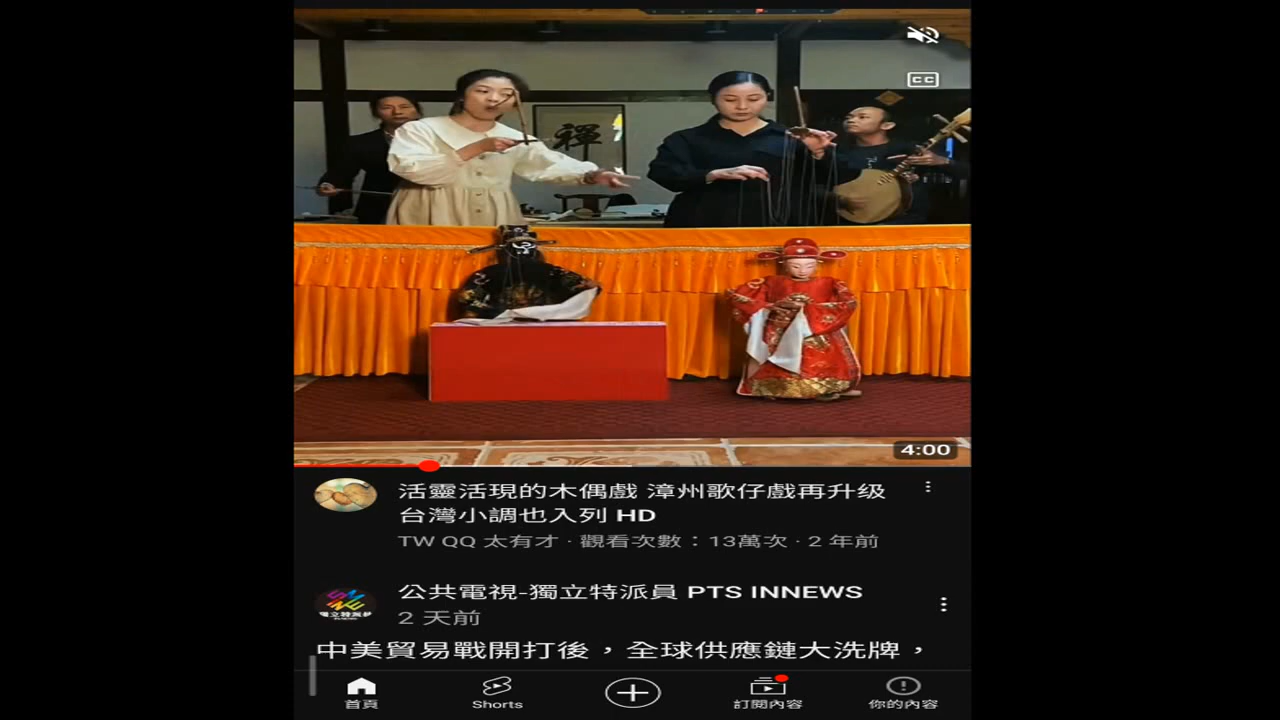 CC
禪
4:00
活靈活現的木偶戲 漳州歌仔戲再升级
台灣小調也入列 HD
TW QQ 太有才 · 觀看次數：13萬次 · 2 年前
公共電視-獨立特派員 PTS INNEWS
2 天前
中美貿易戰開打後，全球供應鏈大洗牌，
首頁
Shorts
訂閱內容
你的內容